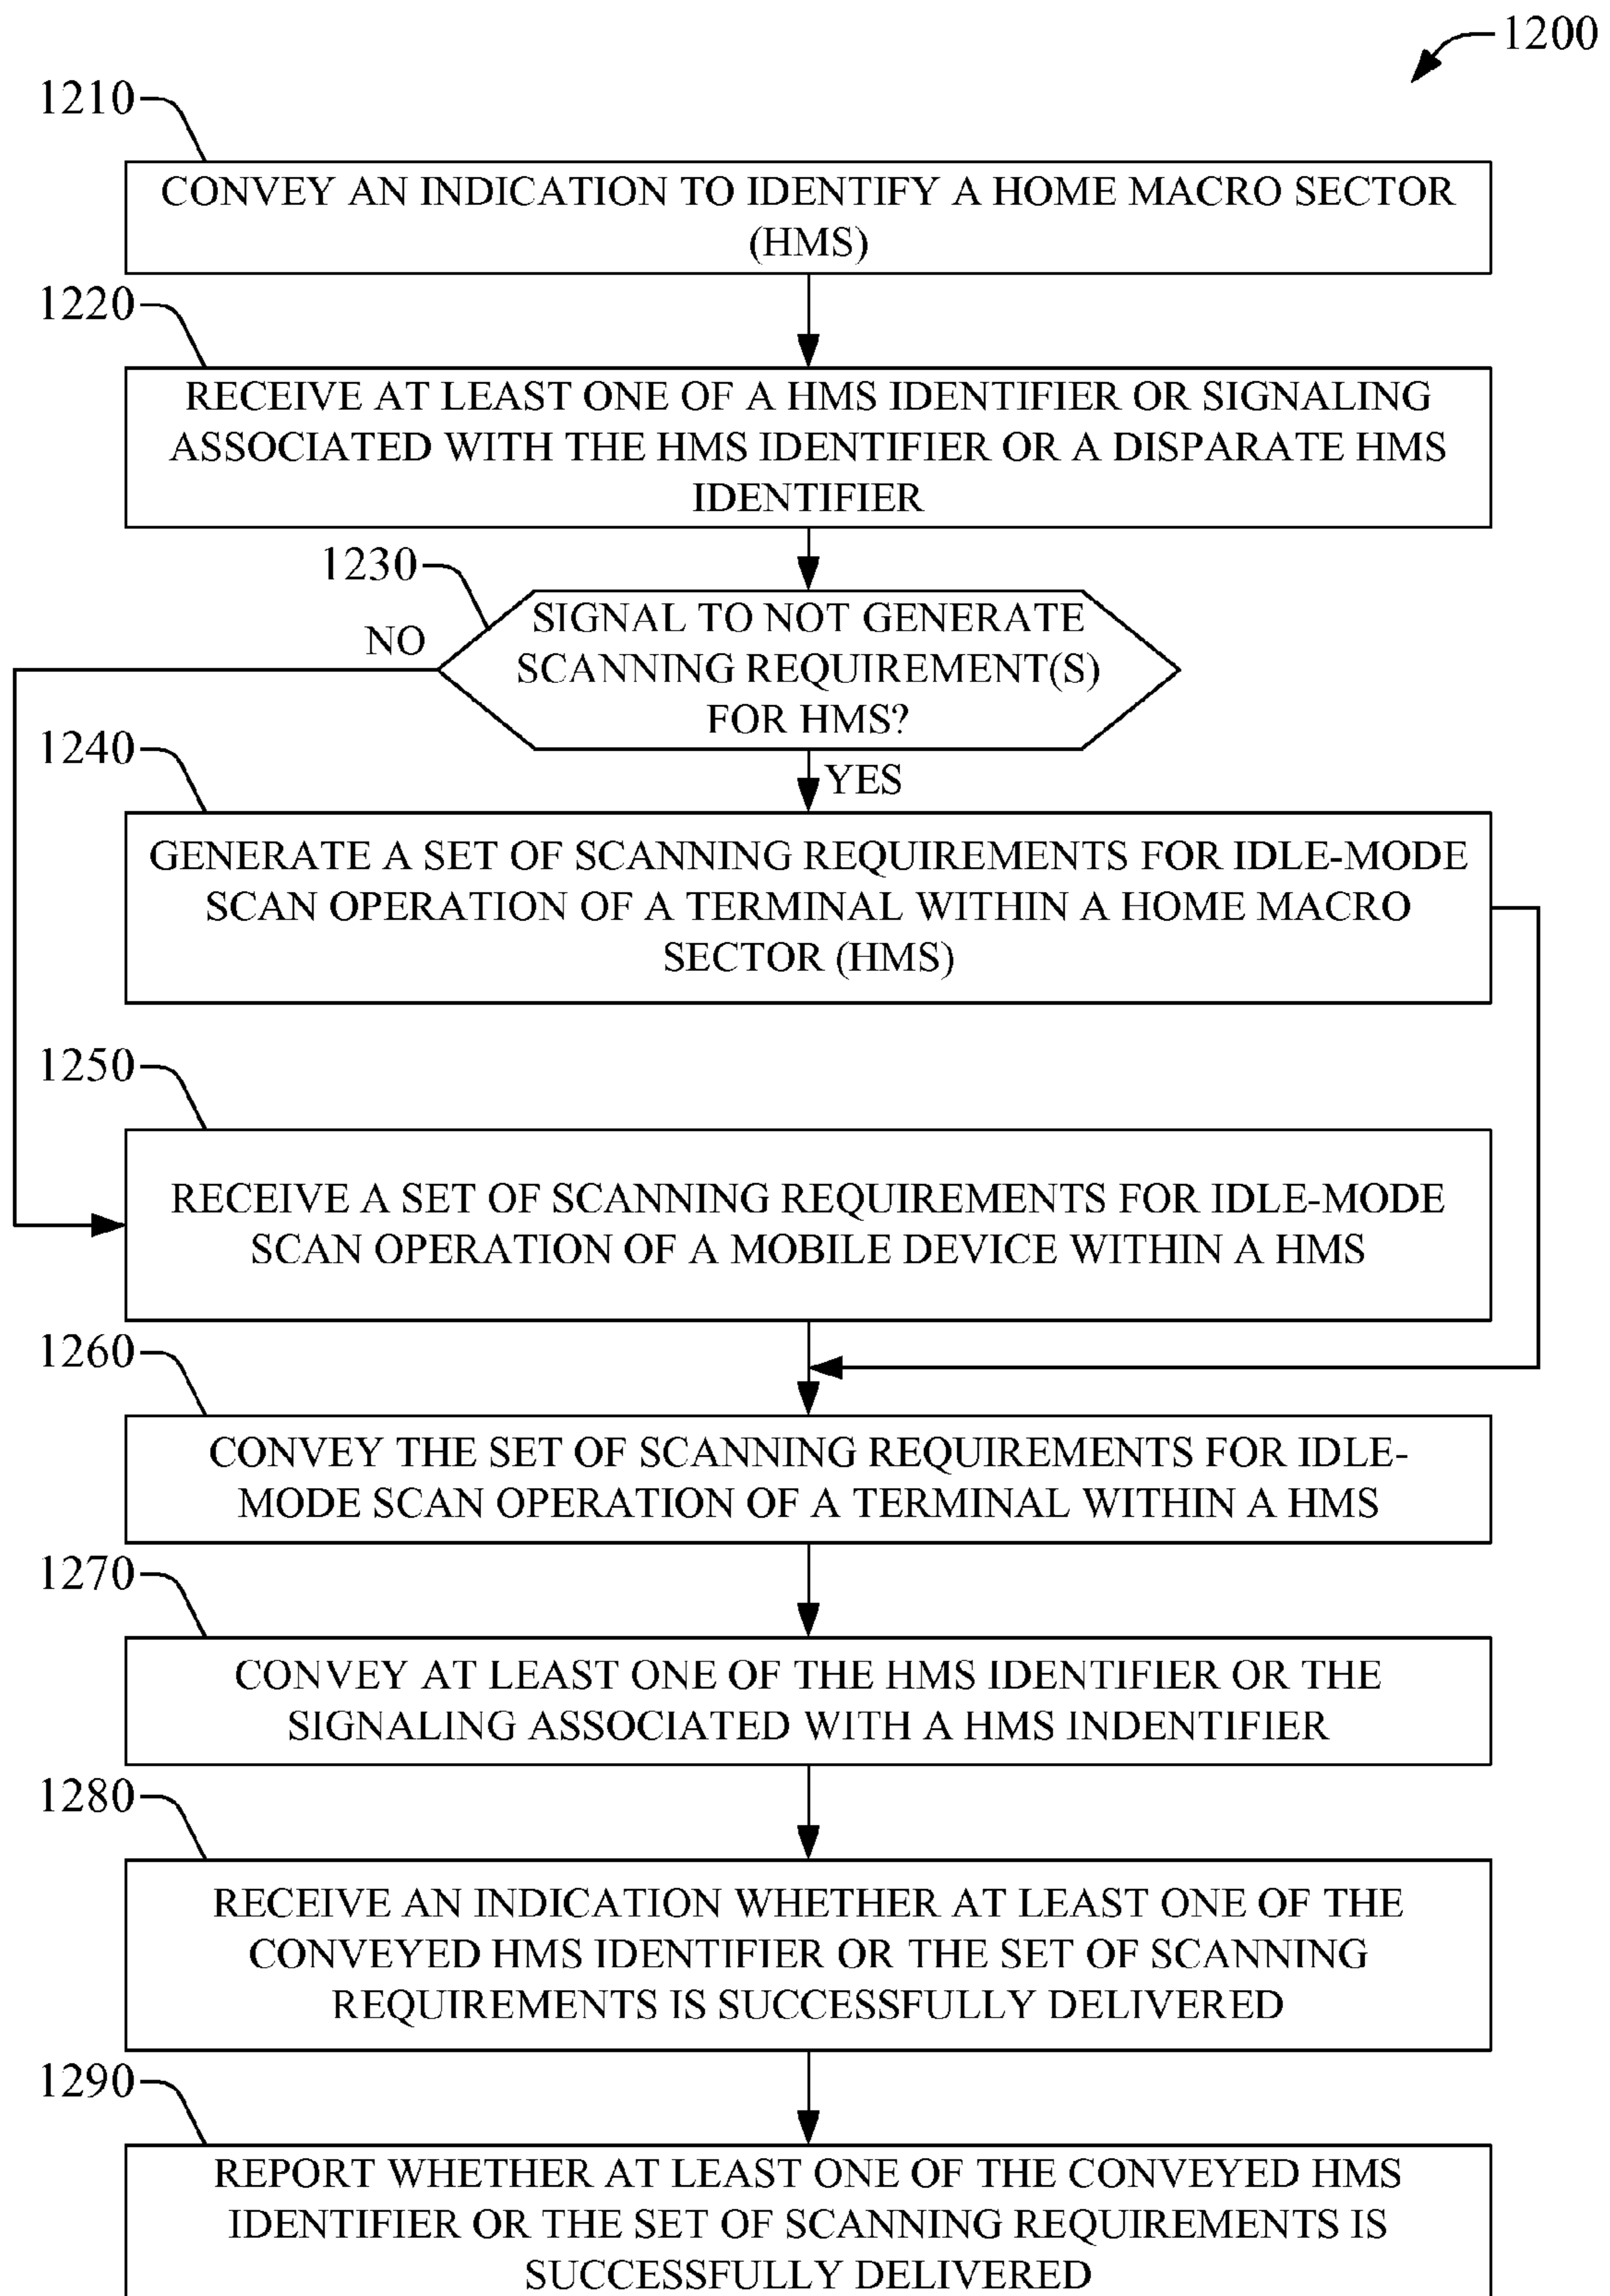 1200
1210
CONVEY AN INDICATION TO IDENTIFY A HOME MACRO SECTOR
(HMS)
1220
RECEIVE AT LEAST ONE OF A HMS IDENTIFIER OR SIGNALING
ASSOCIATED WITH THE HMS IDENTIFIER OR A DISPARATE HMS
IDENTIFIER
1230
NO
SIGNAL TO NOT GENERATE
SCANNING REQUIREMENT(S)
FOR HMS?
1240
YES
GENERATE A SET OF SCANNING REQUIREMENTS FOR IDLE-MODE
SCAN OPERATION OF A TERMINAL WITHIN A HOME MACRO
SECTOR (HMS)
1250
RECEIVE A SET OF SCANNING REQUIREMENTS FOR IDLE-MODE
SCAN OPERATION OF A MOBILE DEVICE WITHIN A HMS
1260
CONVEY THE SET OF SCANNING REQUIREMENTS FOR IDLE-
MODE SCAN OPERATION OF A TERMINAL WITHIN A HMS
1270
CONVEY AT LEAST ONE OF THE HMS IDENTIFIER OR THE
SIGNALING ASSOCIATED WITH A HMS INDENTIFIER
1280
RECEIVE AN INDICATION WHETHER AT LEAST ONE OF THE
CONVEYED HMS IDENTIFIER OR THE SET OF SCANNING
REQUIREMENTS IS SUCCESSFULLY DELIVERED
1290
REPORT WHETHER AT LEAST ONE OF THE CONVEYED HMS
IDENTIFIER OR THE SET OF SCANNING REQUIREMENTS IS
SUCCESSFULLY DELIVERED